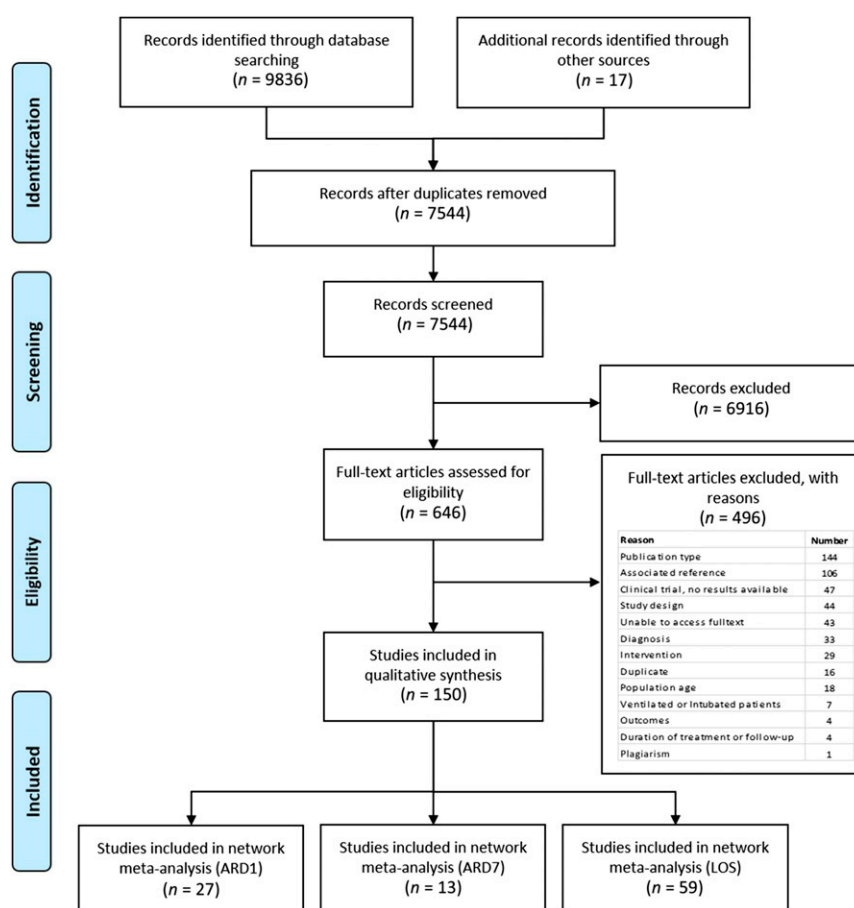 Records identified through database
searching
(n = 9836)
Additional records identified through
other sources
(n = 17)
Identification
Records after duplicates removed
(n = 7544)
Screening
Records screened
(n = 7544)
Records excluded
(n = 6916)
Eligibility
Full-text articles assessed for
eligibility
(n = 646)
Full-text articles excluded, with
reasons
(n = 496)
Reason Number
Publication type 144
Associated reference 106
Clinical trial, no results available 47
Study design 44
Unable to access fulltext 43
Diagnosis 33
Intervention 29
Duplicate 16
Population age 18
Ventilated or Intubated patients 7
Outcomes 4
Duration of treatment or follow-up 4
Plagiarism 1
Studies included in
qualitative synthesis
(n = 150)
Included
Studies included in network
meta-analysis (ARD1)
(n = 27)
Studies included in network
meta-analysis (ARD7)
(n = 13)
Studies included in network
meta-analysis (LOS)
(n = 59)